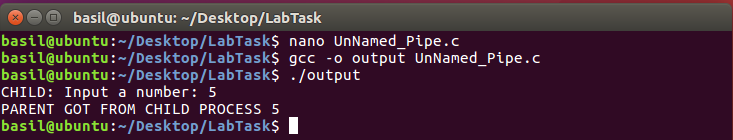 basil@ubuntu: ~/Desktop/LabTask
basil@ubuntu:~/Desktop/LabTask$ nano UnNamed_Pipe.c
basil@ubuntu:~/Desktop/LabTask$ gcc -o output UnNamed_Pipe.c
basil@ubuntu:~/Desktop/LabTask$ ./output
CHILD: Input a number: 5
PARENT GOT FROM CHILD PROCESS 5
basil@ubuntu:~/Desktop/LabTask$